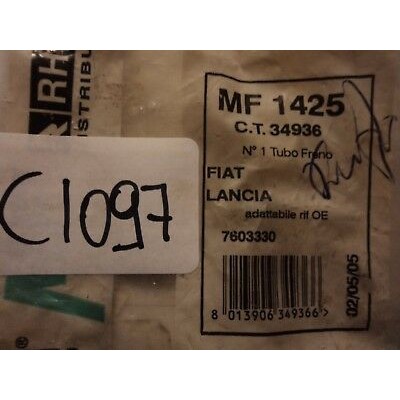 RH
DISTRIBU
C1097
MF 1425
C.T. 34936
N° 1 Tubo Freno
FIAT
LANCIA
adattabile rif OE
7603330
8 013906 349366>
02/05/05
®